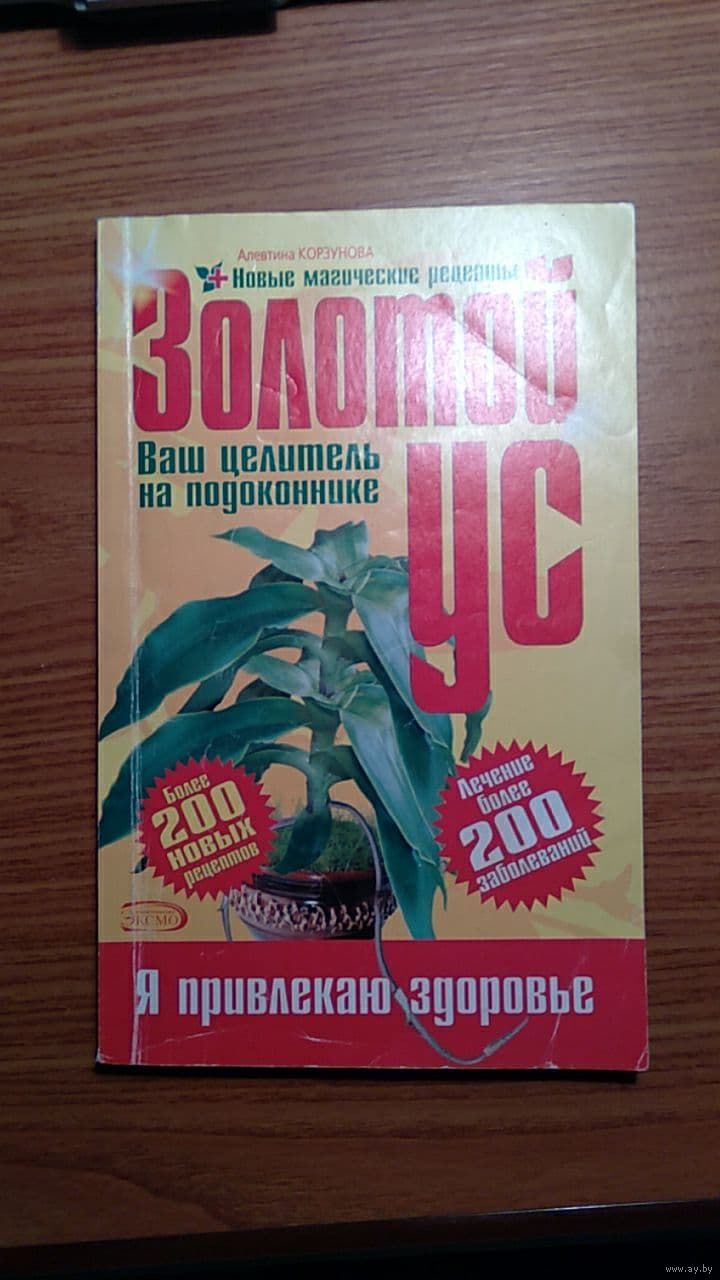 Алевтина КОРЗУНОВА
Новые магические рецепты
Золотой
ус
Ваш целитель
на подоконнике
Более
200
новых
рецептов
Лечение
более
200
заболеваний
ЭКСМО
Я привлекаю здоровье
www.ay.by